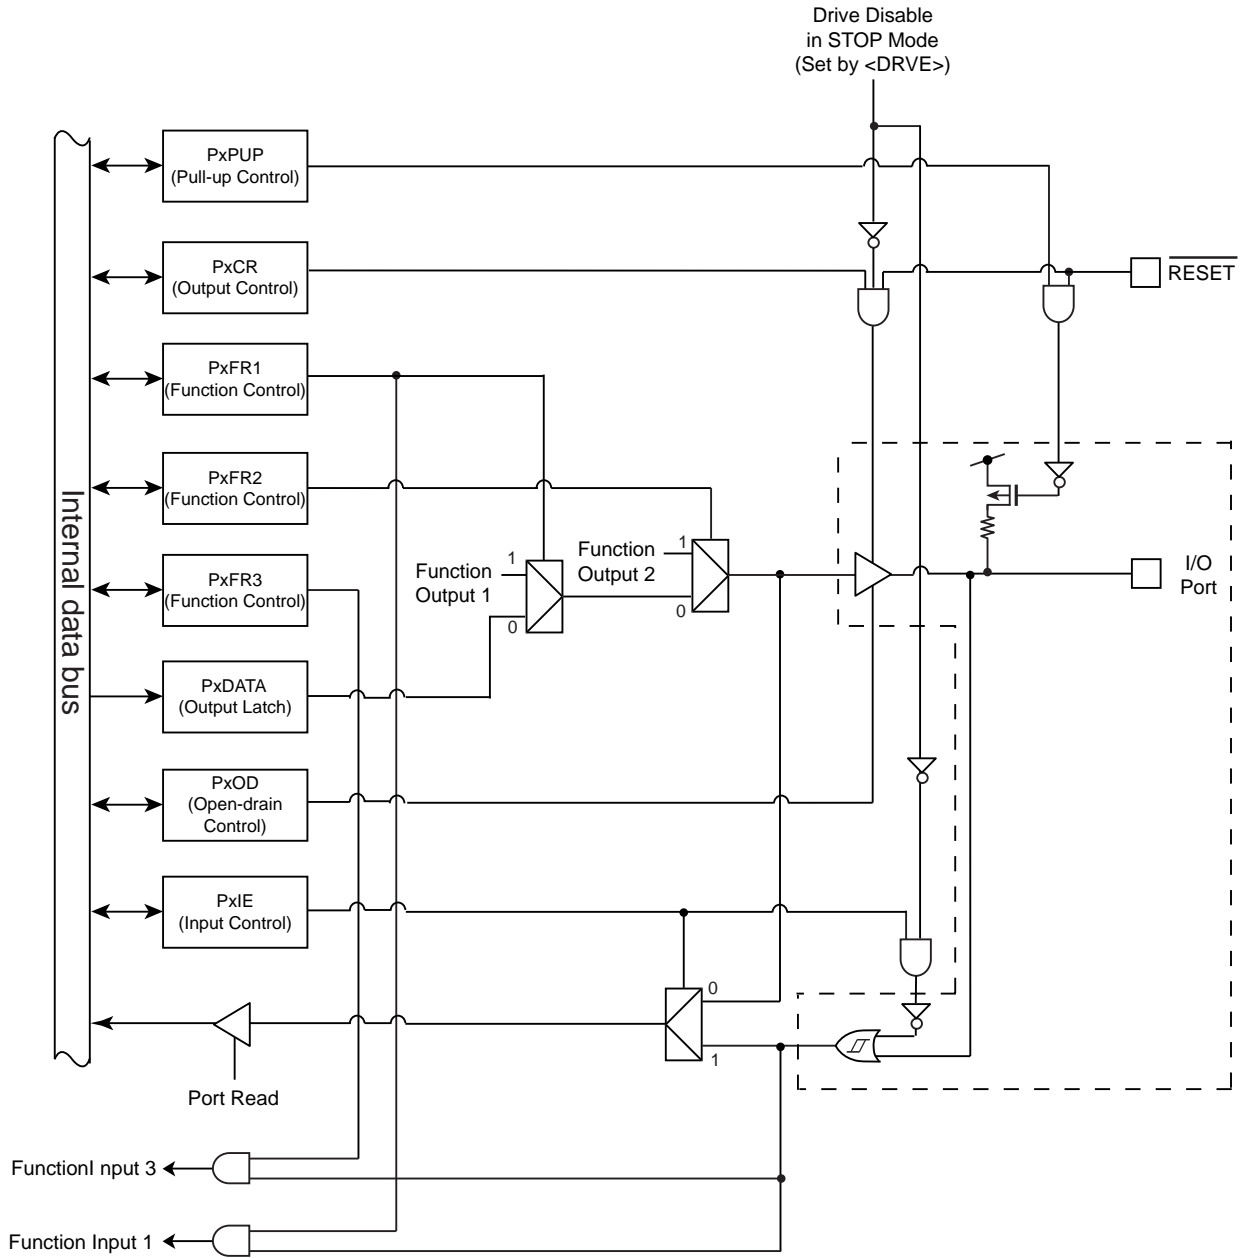 Drive Disable
in STOP Mode
(Set by <DRVE>)
PxPUP
(Pull-up Control)
PxCR
(Output Control)
RESET
PxFR1
(Function Control)
PxFR2
(Function Control)
Internal data bus
PxFR3
(Function Control)
1
Function
Output 1
0
1
Function
Output 2
0
I/O
Port
PxDATA
(Output Latch)
PxOD
(Open-drain
Control)
PxIE
(Input Control)
0
1
Port Read
FunctionI nput 3
Function Input 1